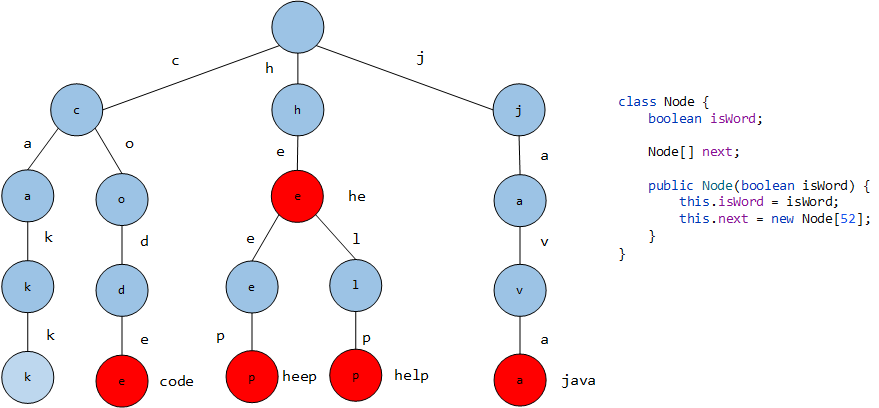 c h j
c h j
a o e a
a o e he a
k d e l v
k d e l v
k e p p a
k e code p heep p help a java
class Node {
boolean isWord;
Node[] next;
public Node(boolean isWord) {
this.isWord = isWord;
this.next = new Node[52];
}
}